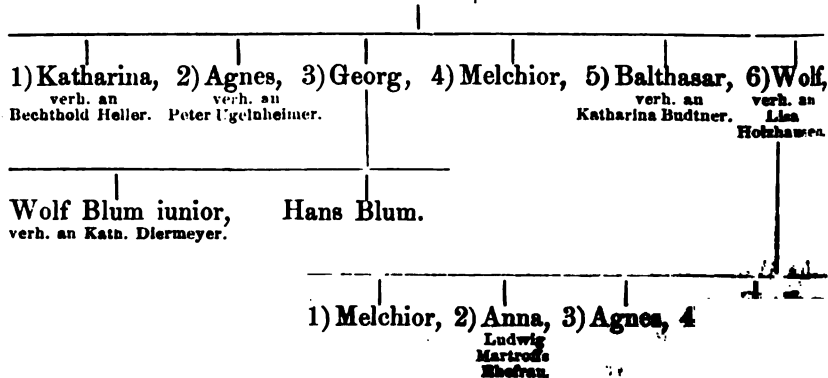 1) Katharina, 2) Agnes, 3) Georg, 4) Melchior, 5) Balthasar, 6) Wolf,
verh. an verh. an verh. an verh. an
Bechthold Heller. Peter Ugelnheimer. Katharina Budtner. Lisa
Holzhausen.
Wolf Blum iunior, Hans Blum.
verh. an Kath. Diermeyer.
1) Melchior, 2) Anna, 3) Agnes, 4
Ludwig
Martroffs
Ehefrau.